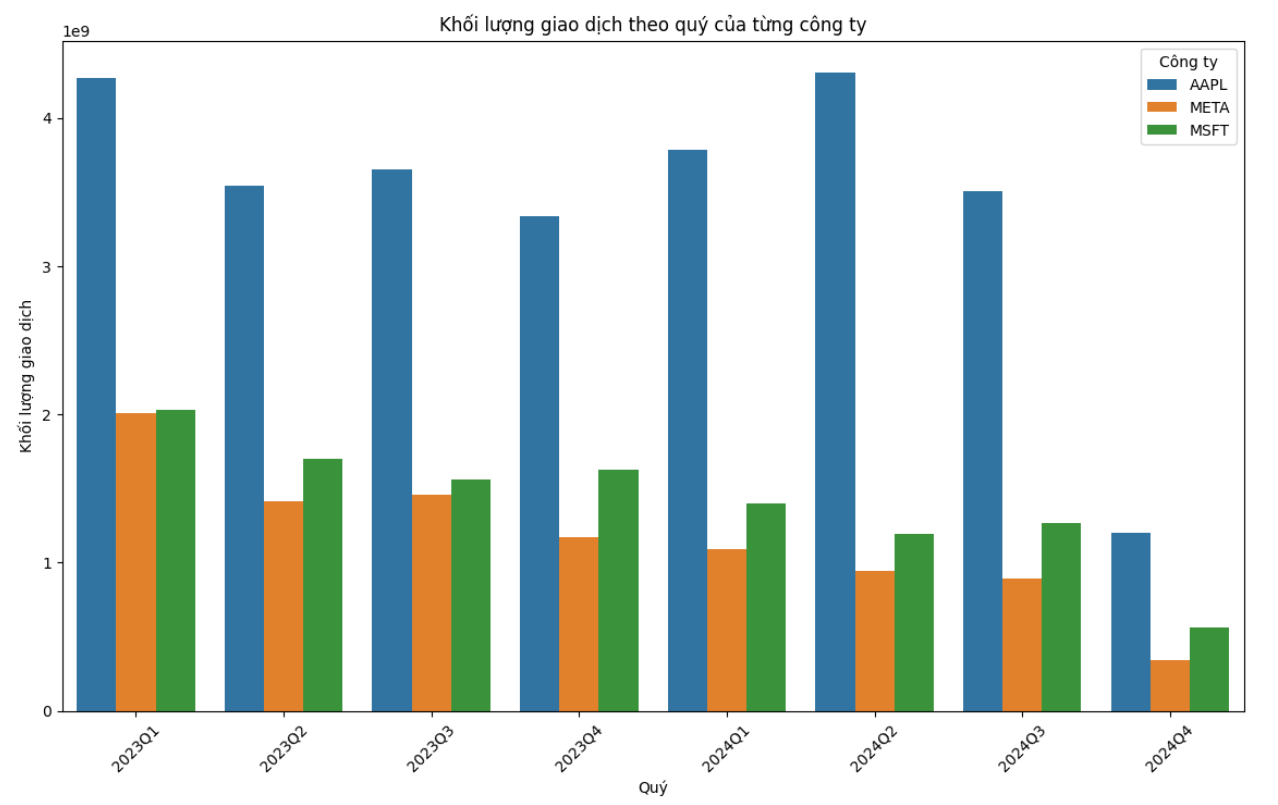 Khối lượng giao dịch theo quý của từng công ty
1e9
Công ty
AAPL
META
MSFT
4
3
2
1
0
Khối lượng giao dịch
2023Q1
2023Q2
2023Q3
2023Q4
2024Q1
2024Q2
2024Q3
2024Q4
Quý